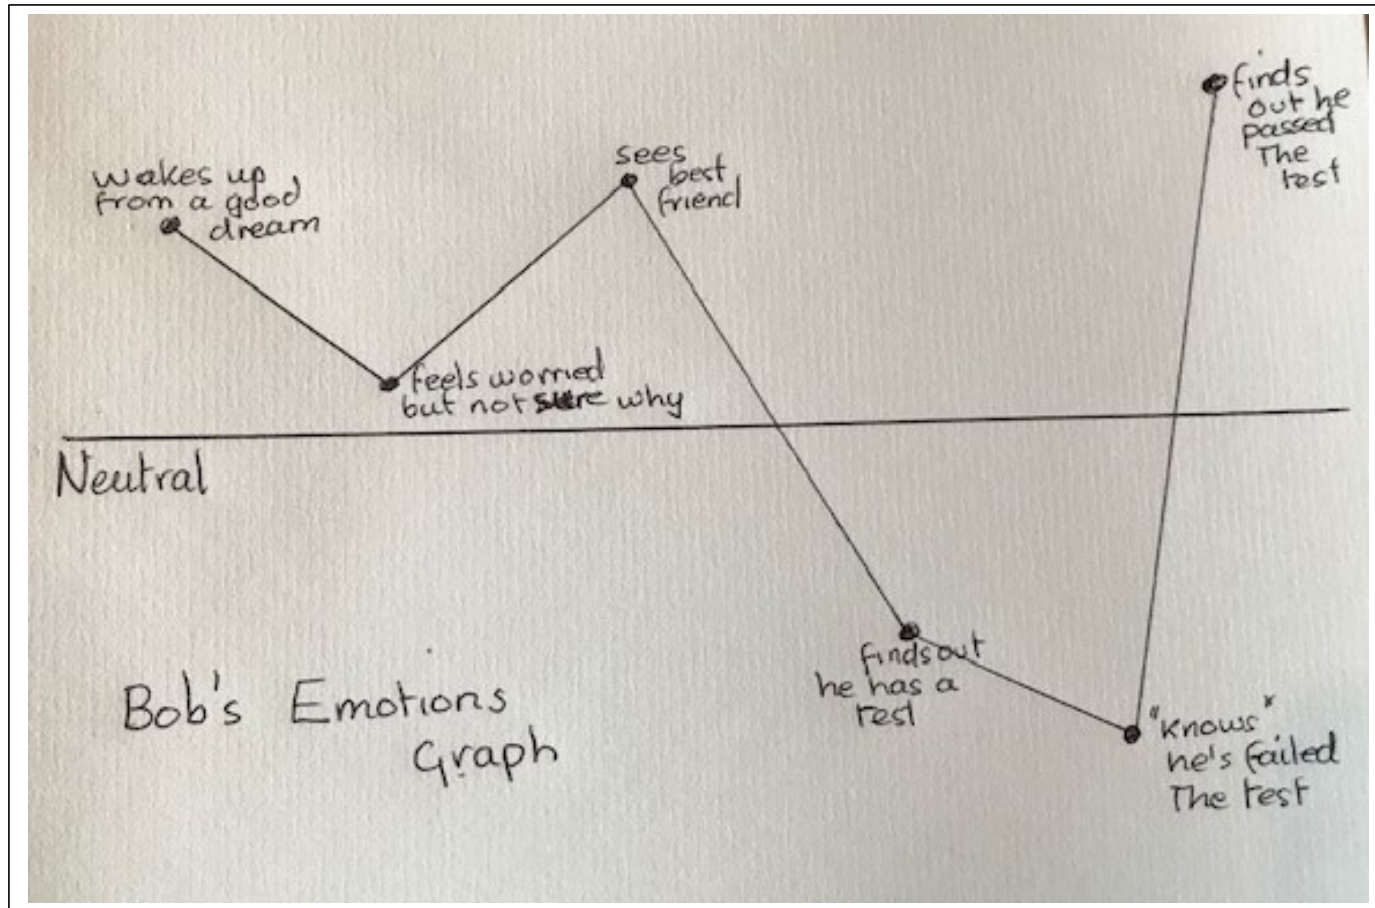 wakes up
from a good
dream
feels worried
but not sure why
sees
best
friend
finds out
he has a
test
"knows"
he's failed
The test
finds
out he
passed
The
test
Neutral
Bob's Emotions
Graph